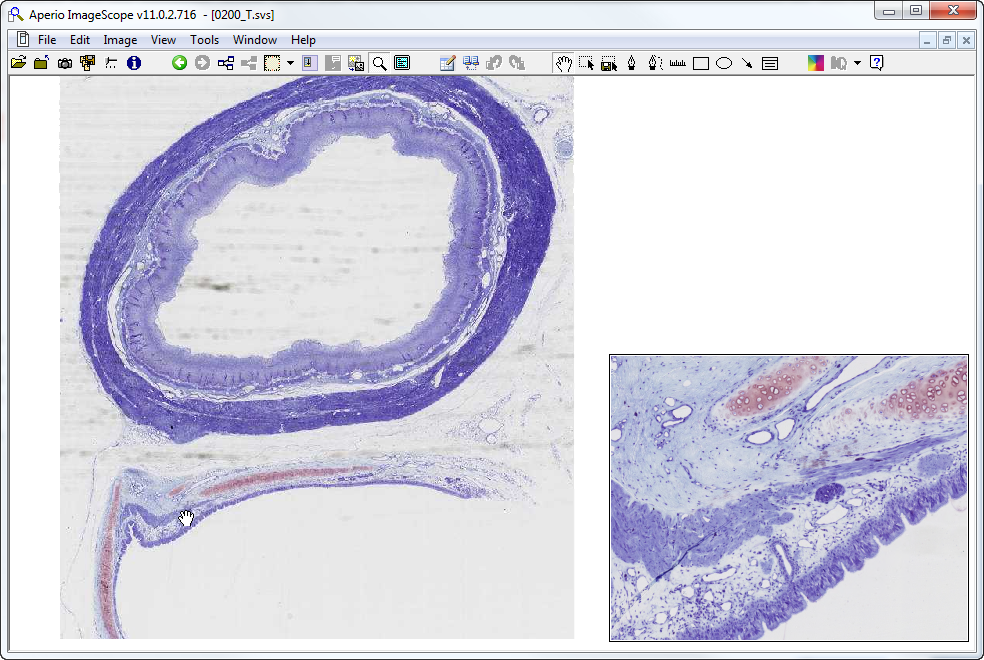 Aperio ImageScope v11.0.2.716 - [0200_T.svs]
File Edit Image View Tools Window Help